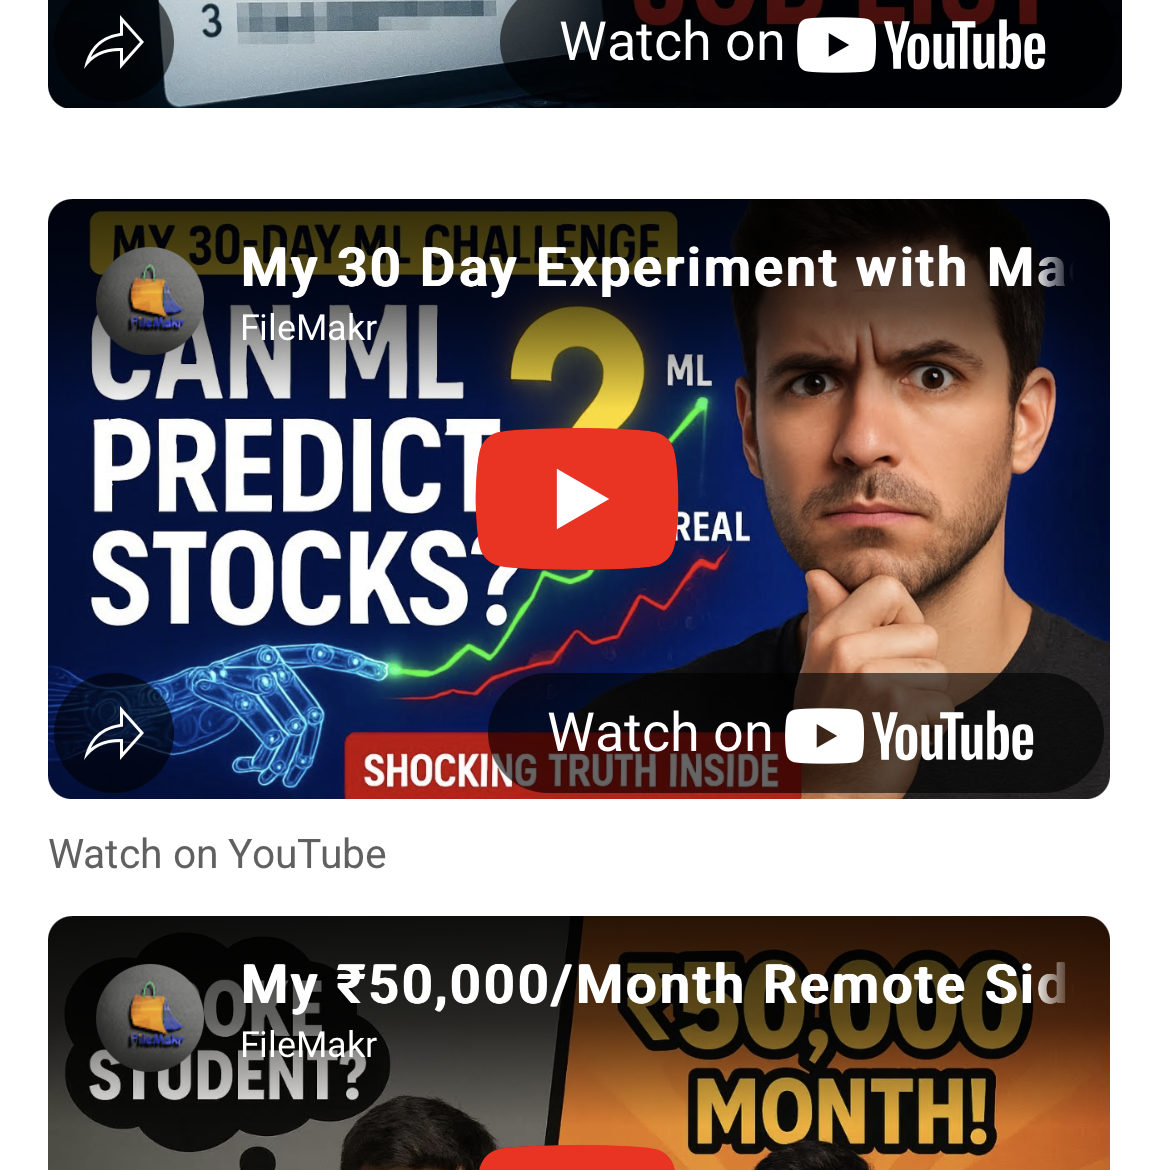 3
Watch on YouTube
MY 30-DAY ML CHALLENGE
My 30 Day Experiment with Ma
FileMakr
FileMakr
CAN ML
PREDICT
STOCKS?
?
ML
REAL
SHOCKING TRUTH INSIDE
Watch on YouTube
Watch on YouTube
My ₹50,000/Month Remote Sid
FileMakr
FileMakr
STUDENT?
₹50,000
MONTH!